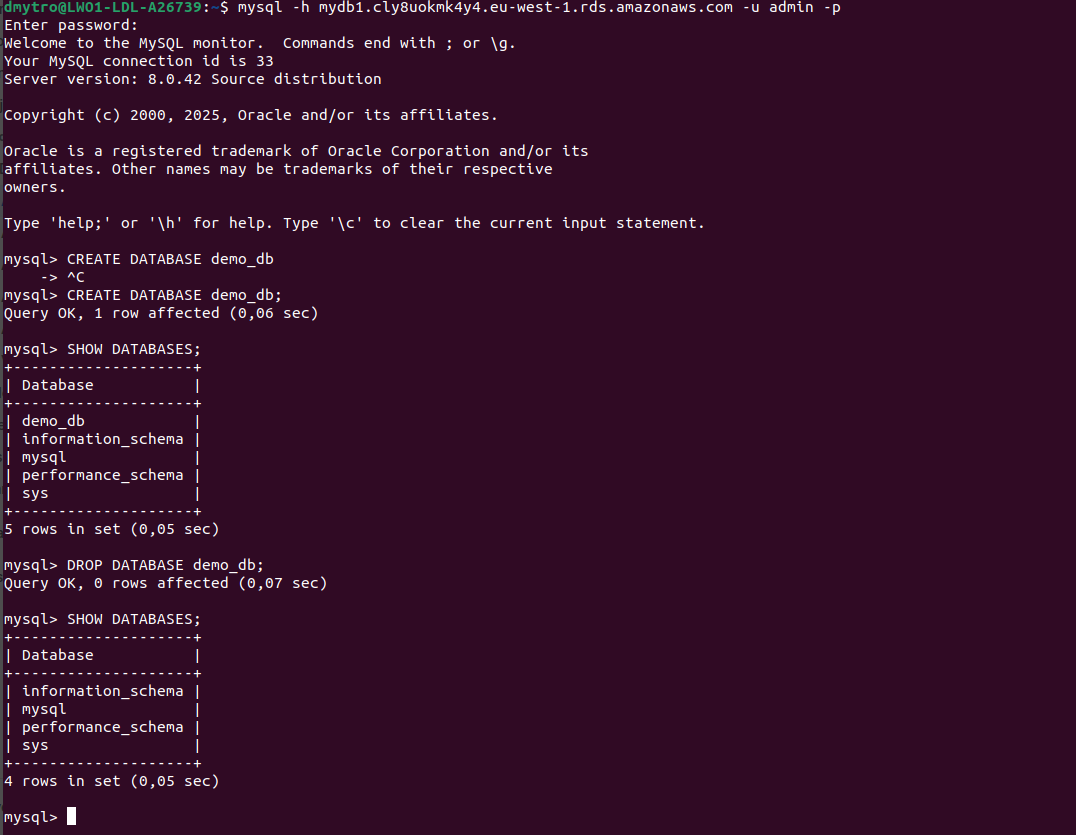 dmytro@LWO1-LDL-A26739:~$ mysql -h mydb1.cly8uokmk4y4.eu-west-1.rds.amazonaws.com -u admin -p
Enter password:
Welcome to the MySQL monitor.  Commands end with ; or \g.
Your MySQL connection id is 33
Server version: 8.0.42 Source distribution

Copyright (c) 2000, 2025, Oracle and/or its affiliates.

Oracle is a registered trademark of Oracle Corporation and/or its
affiliates. Other names may be trademarks of their respective
owners.

Type 'help;' or '\h' for help. Type '\c' to clear the current input statement.

mysql> CREATE DATABASE demo_db
    -> ^C
mysql> CREATE DATABASE demo_db;
Query OK, 1 row affected (0,06 sec)

mysql> SHOW DATABASES;
+--------------------+
| Database           |
+--------------------+
| demo_db            |
| information_schema |
| mysql              |
| performance_schema |
| sys                |
+--------------------+
5 rows in set (0,05 sec)

mysql> DROP DATABASE demo_db;
Query OK, 0 rows affected (0,07 sec)

mysql> SHOW DATABASES;
+--------------------+
| Database           |
+--------------------+
| information_schema |
| mysql              |
| performance_schema |
| sys                |
+--------------------+
4 rows in set (0,05 sec)

mysql>